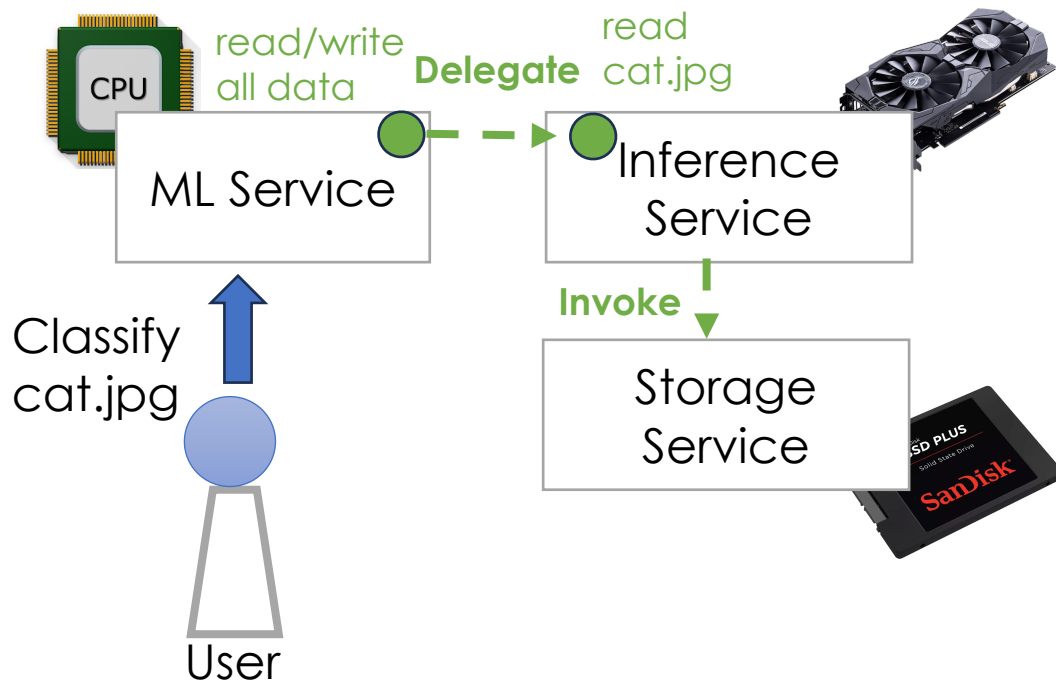 CPU
read/write
all data
Delegate
read
cat.jpg
ML Service
Inference
Service
Invoke
Classify
cat.jpg
Storage
Service
SSD PLUS
Solid State Drive
SanDisk
User